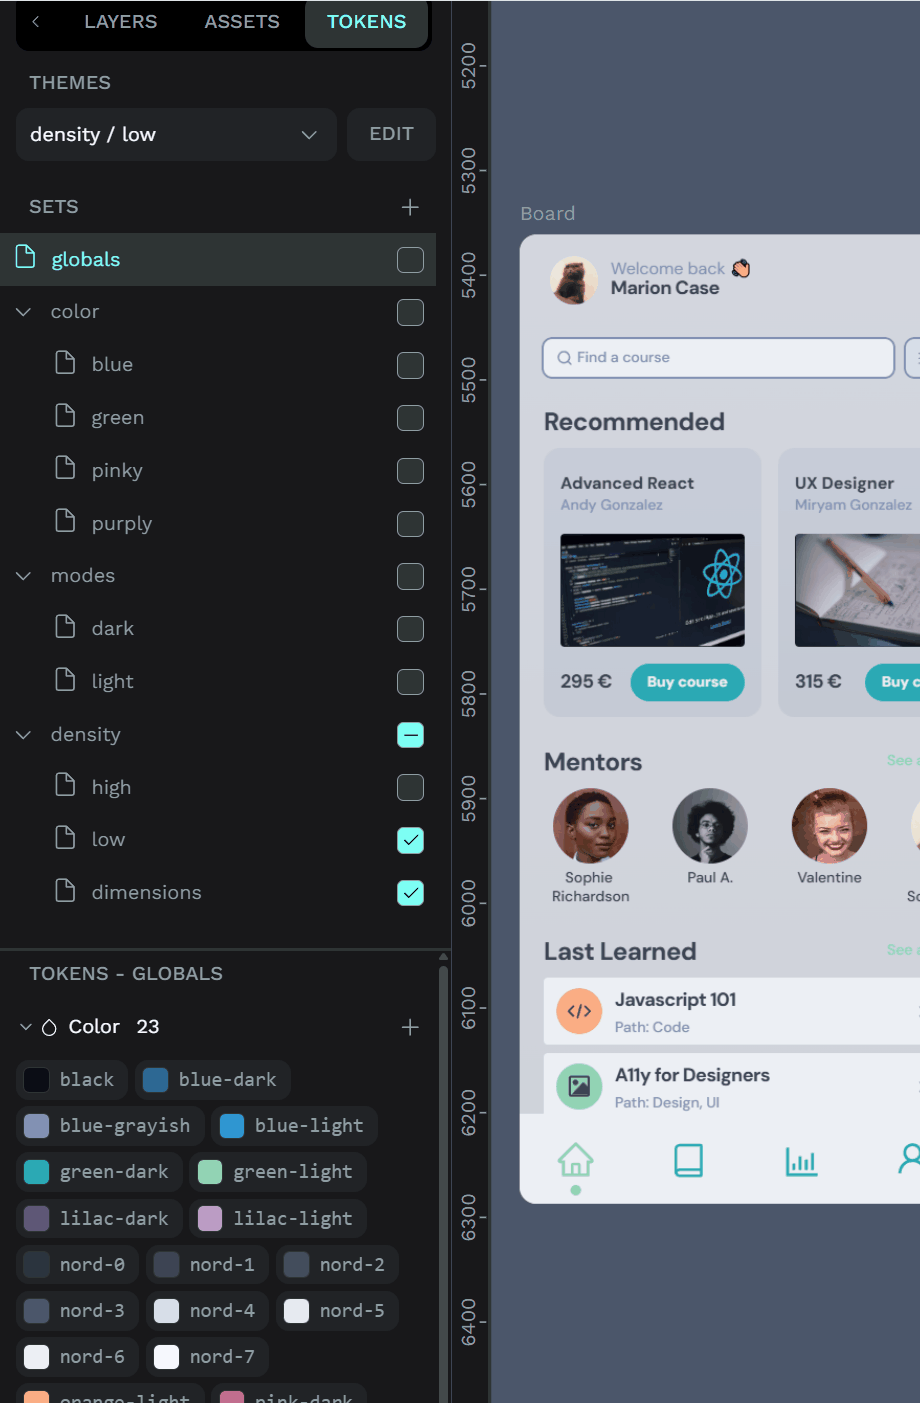 LAYERS ASSETS TOKENS
THEMES
density / low EDIT
SETS
globals
color
blue
green
pinky
purply
modes
dark
light
density
high
low
dimensions
TOKENS - GLOBALS
Color 23
black blue-dark
blue-grayish blue-light
green-dark green-light
lilac-dark lilac-light
nord-0 nord-1 nord-2
nord-3 nord-4 nord-5
nord-6 nord-7
orange-light pink-dark
5200
5300
5400
5500
5600
5700
5800
5900
6000
6100
6200
6300
6400
Board
Welcome back
Marion Case
Find a course
Recommended
Advanced React
Andy Gonzalez
295 €
Buy course
UX Designer
Miryam Gonzalez
315 €
Buy c
Mentors
See a
Sophie
Richardson
Paul A.
Valentine
Sc
Last Learned
See a
Javascript 101
Path: Code
A11y for Designers
Path: Design, UI